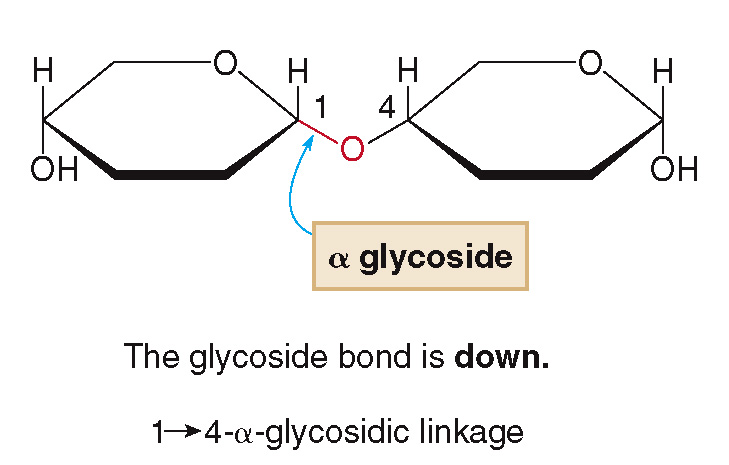 H O H H O H
1 4
O
OH OH
α glycoside
The glycoside bond is down.
1→4-α-glycosidic linkage